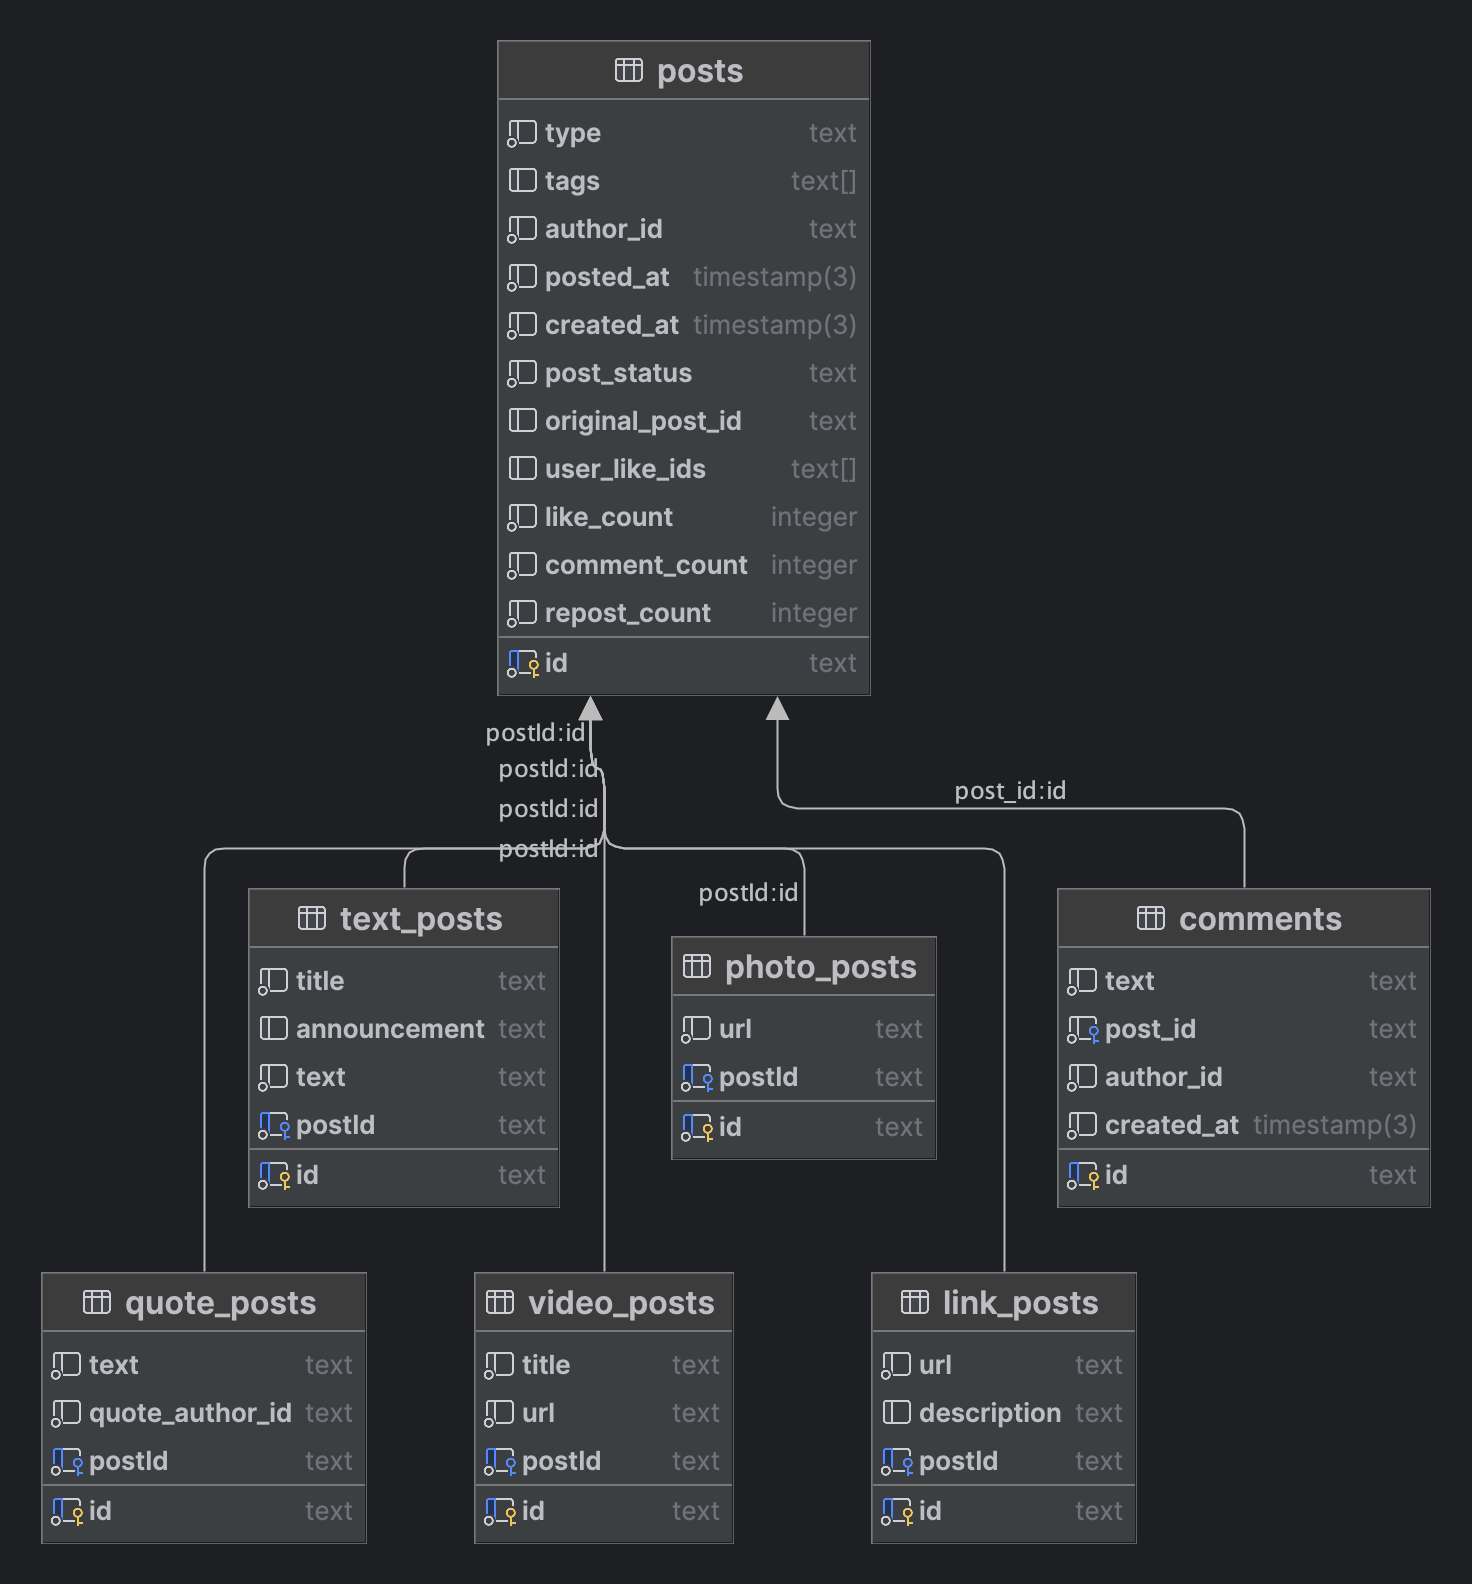 posts
type text
tags text[]
author_id text
posted_at timestamp(3)
created_at timestamp(3)
post_status text
original_post_id text
user_like_ids text[]
like_count integer
comment_count integer
repost_count integer
id text
postId:id
postId:id
post_id:id
postId:id
postId:id
postId:id
text_posts
title text
announcement text
text text
postId text
id text
photo_posts
url text
postId text
id text
comments
text text
post_id text
author_id text
created_at timestamp(3)
id text
quote_posts
text text
quote_author_id text
postId text
id text
video_posts
title text
url text
postId text
id text
link_posts
url text
description text
postId text
id text